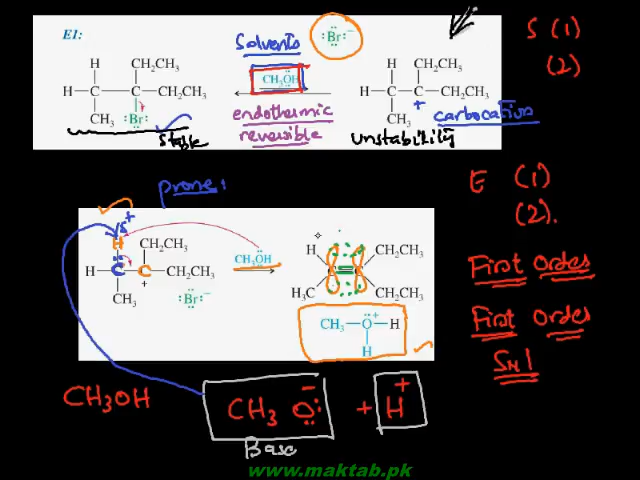 E1:
Solvents
:Br:⁻
S (1)
(2)
H CH₂CH₃
H CH₂CH₃
CH₃ :Br:
stable
CH₃OH
endothermic
reversible
H CH₂CH₃
H CH₂CH₃
CH₃ +
carbocation
unstability
prone:
E (1)
(2).
δ+
H CH₂CH₃
H C C CH₂CH₃
CH₃ +
:Br:⁻
CH₃OH
H CH₂CH₃
C=C
H₃C CH₂CH₃
CH₃—O⁺—H
H
First Order
First Order
SN1
CH₃OH
CH₃O:⁻ + H⁺
Base
www.maktab.pk